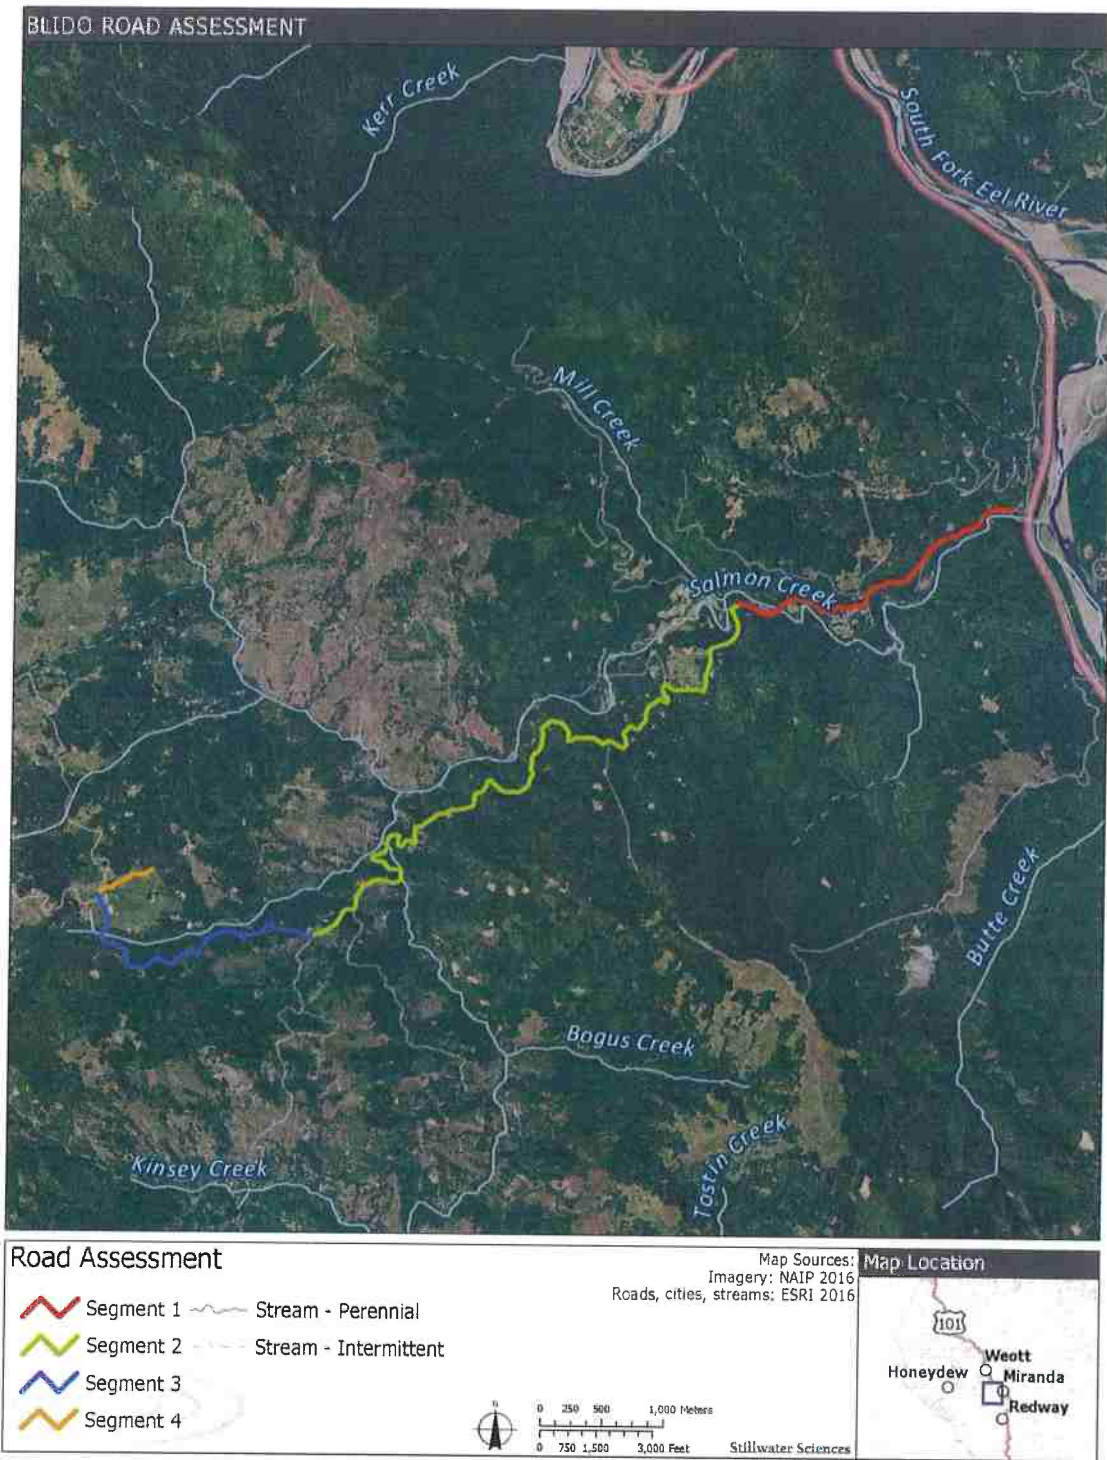 BLIDO ROAD ASSESSMENT
Kerr Creek
South Fork Eel River
Mill Creek
Salmon Creek
Butte Creek
Bogus Creek
Tostin Creek
Kinsey Creek
Road Assessment
Segment 1
Stream - Perennial
Segment 2
Stream - Intermittent
Segment 3
Segment 4
Map Sources:
Imagery: NAIP 2016
Roads, cities, streams: ESRI 2016
N
0 250 500 1,000 Meters
0 750 1,500 3,000 Feet
Stillwater Sciences
Map Location
101
Weott
Honeydew
Miranda
Redway